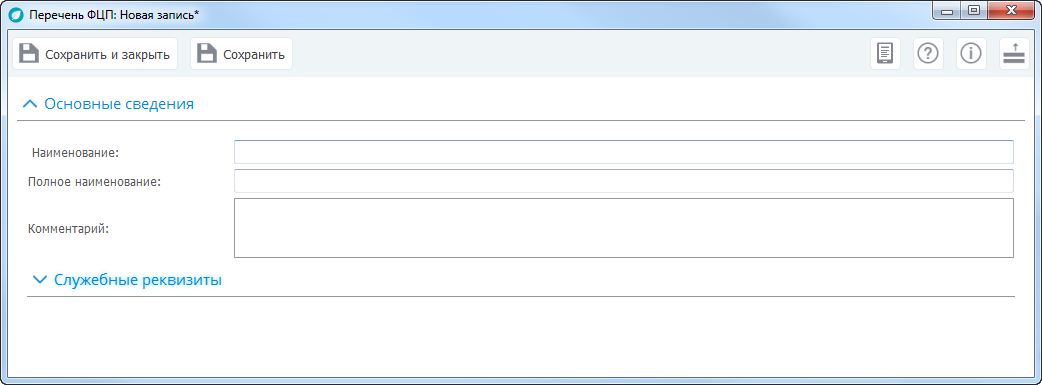 Перечень ФЦП: Новая запись*
Сохранить и закрыть Сохранить
Основные сведения
Наименование:
Полное наименование:
Комментарий:
Служебные реквизиты